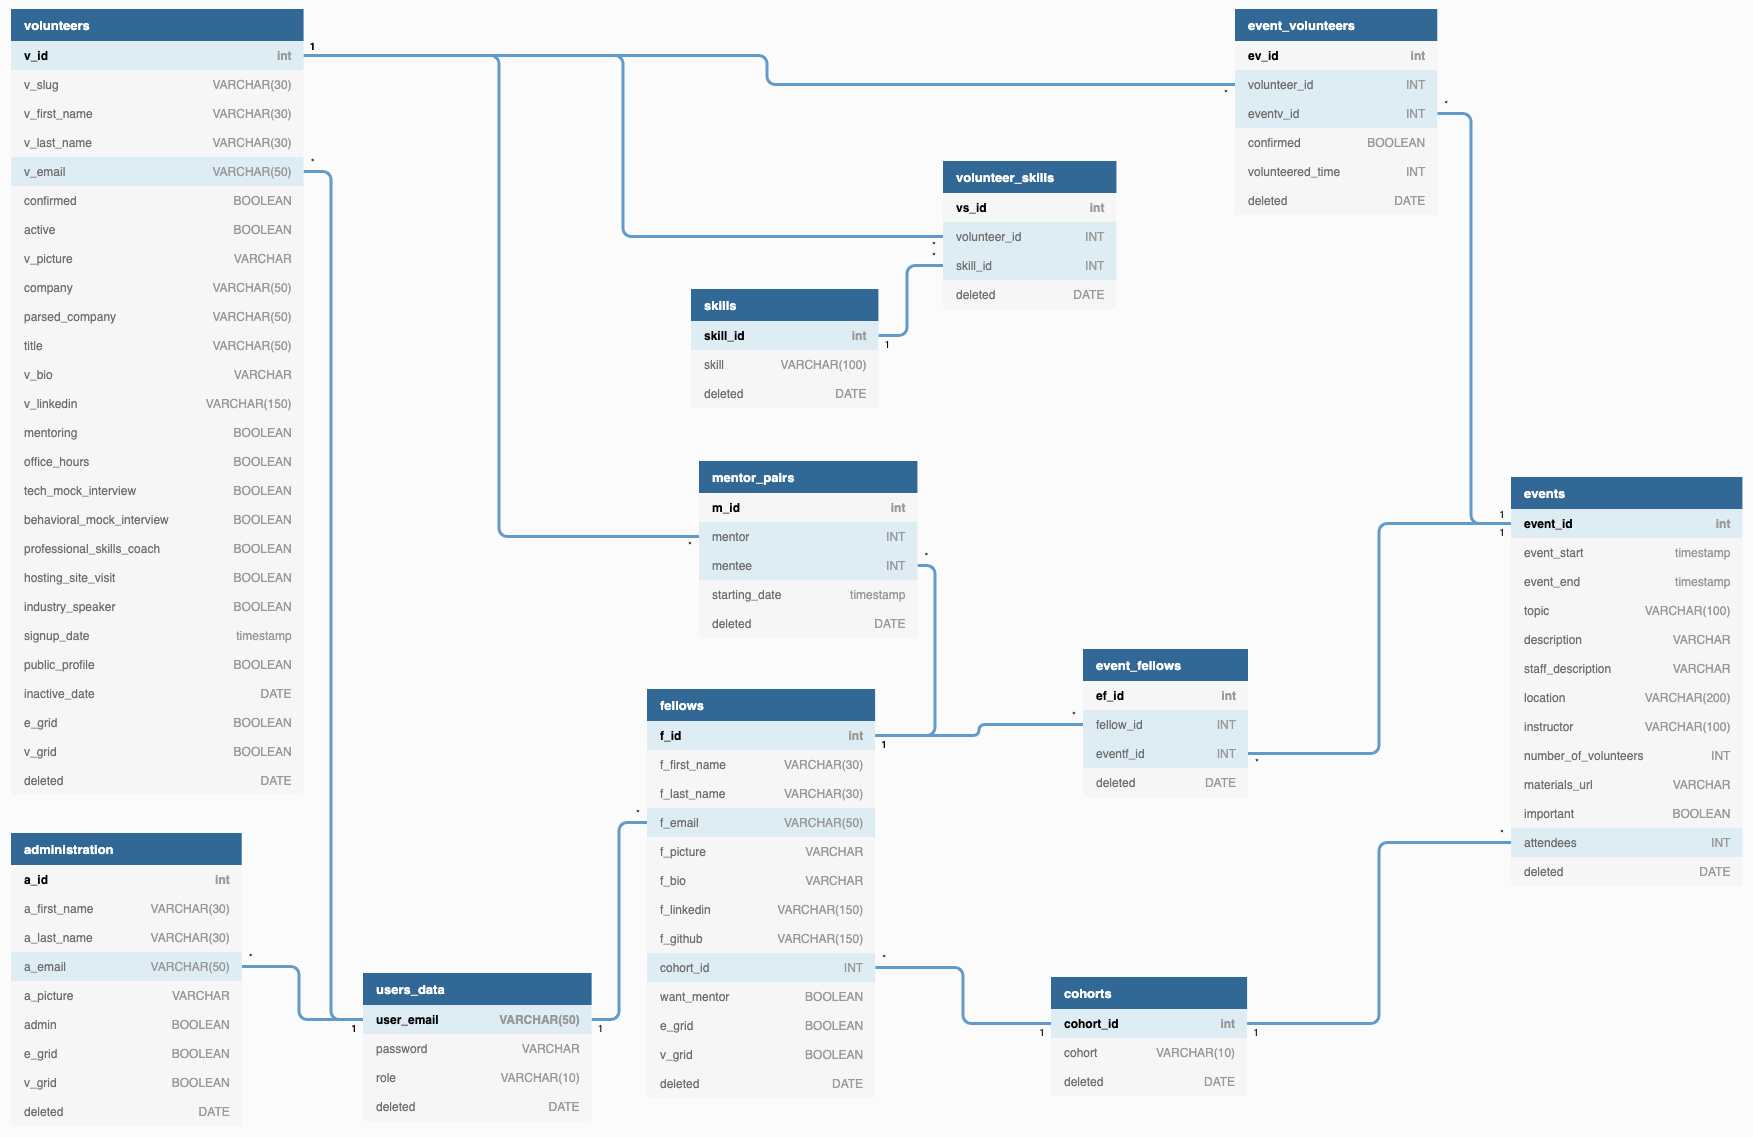 volunteers
v_id int
v_slug VARCHAR(30)
v_first_name VARCHAR(30)
v_last_name VARCHAR(30)
v_email VARCHAR(50)
confirmed BOOLEAN
active BOOLEAN
v_picture VARCHAR
company VARCHAR(50)
parsed_company VARCHAR(50)
title VARCHAR(50)
v_bio VARCHAR
v_linkedin VARCHAR(150)
mentoring BOOLEAN
office_hours BOOLEAN
tech_mock_interview BOOLEAN
behavioral_mock_interview BOOLEAN
professional_skills_coach BOOLEAN
hosting_site_visit BOOLEAN
industry_speaker BOOLEAN
signup_date timestamp
public_profile BOOLEAN
inactive_date DATE
e_grid BOOLEAN
v_grid BOOLEAN
deleted DATE
1
*
event_volunteers
ev_id int
volunteer_id INT
eventv_id INT
confirmed BOOLEAN
volunteered_time INT
deleted DATE
*
*
volunteer_skills
vs_id int
volunteer_id INT
skill_id INT
deleted DATE
*
*
skills
skill_id int
skill VARCHAR(100)
deleted DATE
1
mentor_pairs
m_id int
mentor INT
mentee INT
starting_date timestamp
deleted DATE
*
*
events
event_id int
event_start timestamp
event_end timestamp
topic VARCHAR(100)
description VARCHAR
staff_description VARCHAR
location VARCHAR(200)
instructor VARCHAR(100)
number_of_volunteers INT
materials_url VARCHAR
important BOOLEAN
attendees INT
deleted DATE
1
1
*
event_fellows
ef_id int
fellow_id INT
eventf_id INT
deleted DATE
*
*
fellows
f_id int
f_first_name VARCHAR(30)
f_last_name VARCHAR(30)
f_email VARCHAR(50)
f_picture VARCHAR
f_bio VARCHAR
f_linkedin VARCHAR(150)
f_github VARCHAR(150)
cohort_id INT
want_mentor BOOLEAN
e_grid BOOLEAN
v_grid BOOLEAN
deleted DATE
1
*
*
administration
a_id int
a_first_name VARCHAR(30)
a_last_name VARCHAR(30)
a_email VARCHAR(50)
a_picture VARCHAR
admin BOOLEAN
e_grid BOOLEAN
v_grid BOOLEAN
deleted DATE
*
users_data
user_email VARCHAR(50)
password VARCHAR
role VARCHAR(10)
deleted DATE
1
1
cohorts
cohort_id int
cohort VARCHAR(10)
deleted DATE
1
1